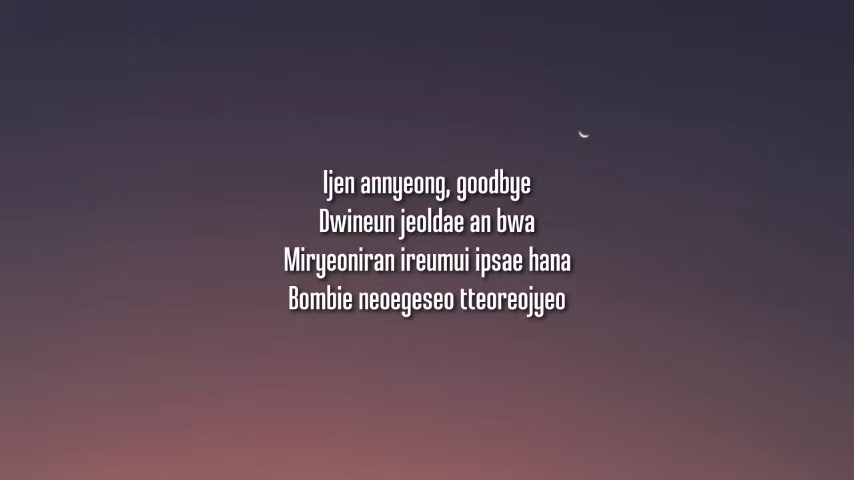 Ijen annyeong, goodbye
Dwineun jeoldae an bwa
Miryeoniran ireumui ipsae hana
Bombie neoegeseo tteoreojyeo